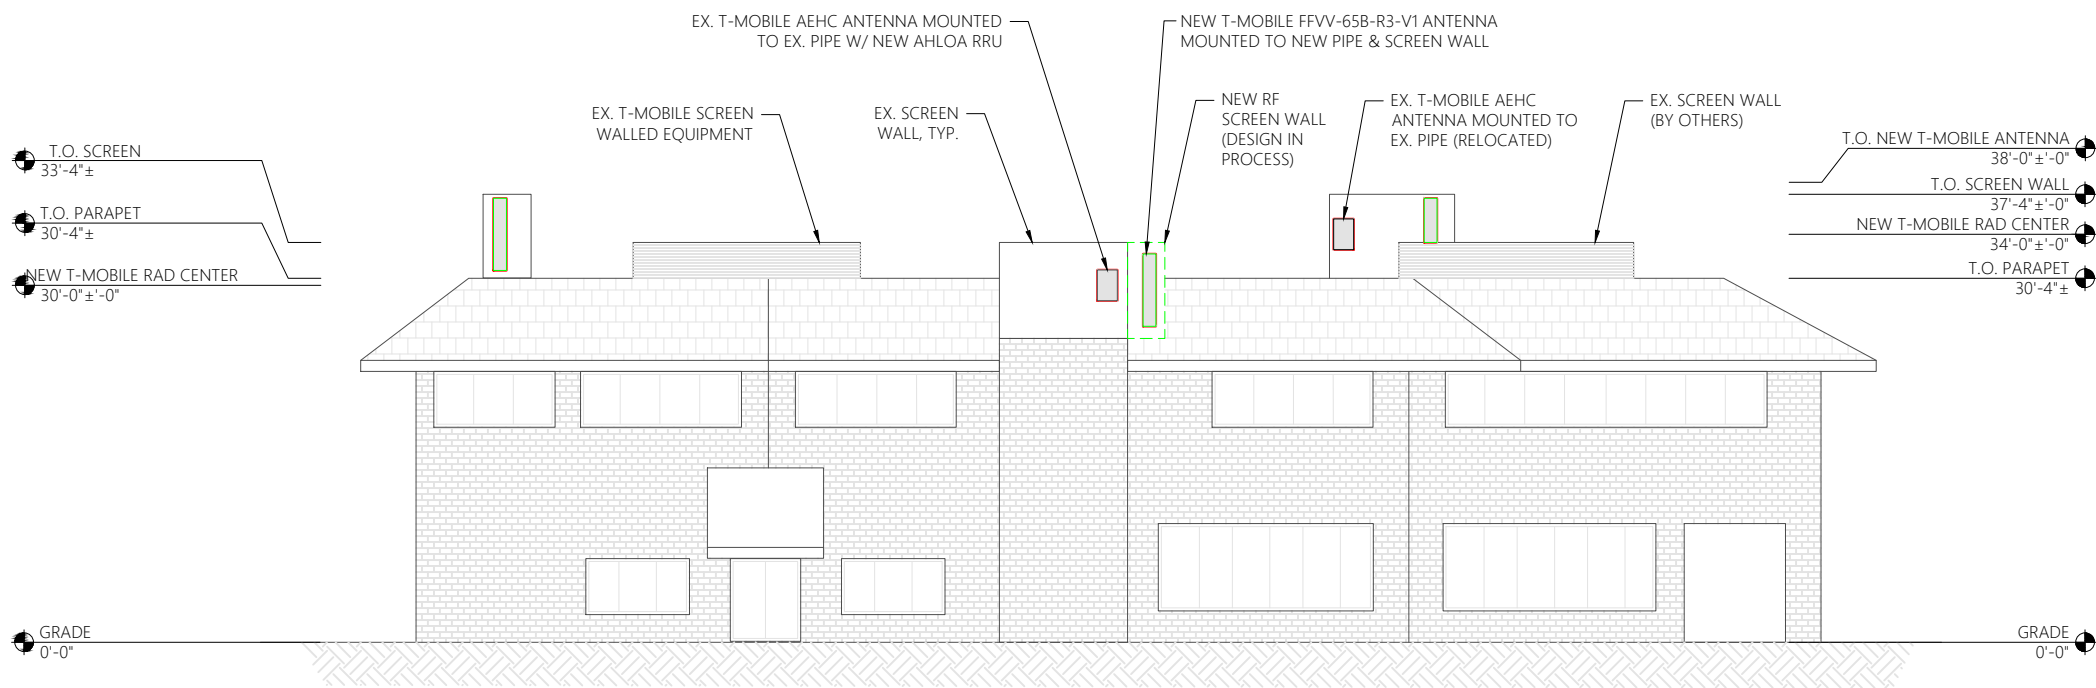 EX. T-MOBILE AEHC ANTENNA MOUNTED
TO EX. PIPE W/ NEW AHLOA RRU
NEW T-MOBILE FFVV-65B-R3-V1 ANTENNA
MOUNTED TO NEW PIPE & SCREEN WALL
EX. T-MOBILE SCREEN
WALLED EQUIPMENT
EX. SCREEN
WALL, TYP.
NEW RF
SCREEN WALL
(DESIGN IN
PROCESS)
EX. T-MOBILE AEHC
ANTENNA MOUNTED TO
EX. PIPE (RELOCATED)
EX. SCREEN WALL
(BY OTHERS)
T.O. SCREEN
33'-4"±
T.O. PARAPET
30'-4"±
NEW T-MOBILE RAD CENTER
30'-0"±'-0"
T.O. NEW T-MOBILE ANTENNA
38'-0"±'-0"
T.O. SCREEN WALL
37'-4"±'-0"
NEW T-MOBILE RAD CENTER
34'-0"±'-0"
T.O. PARAPET
30'-4"±
GRADE
0'-0"
GRADE
0'-0"